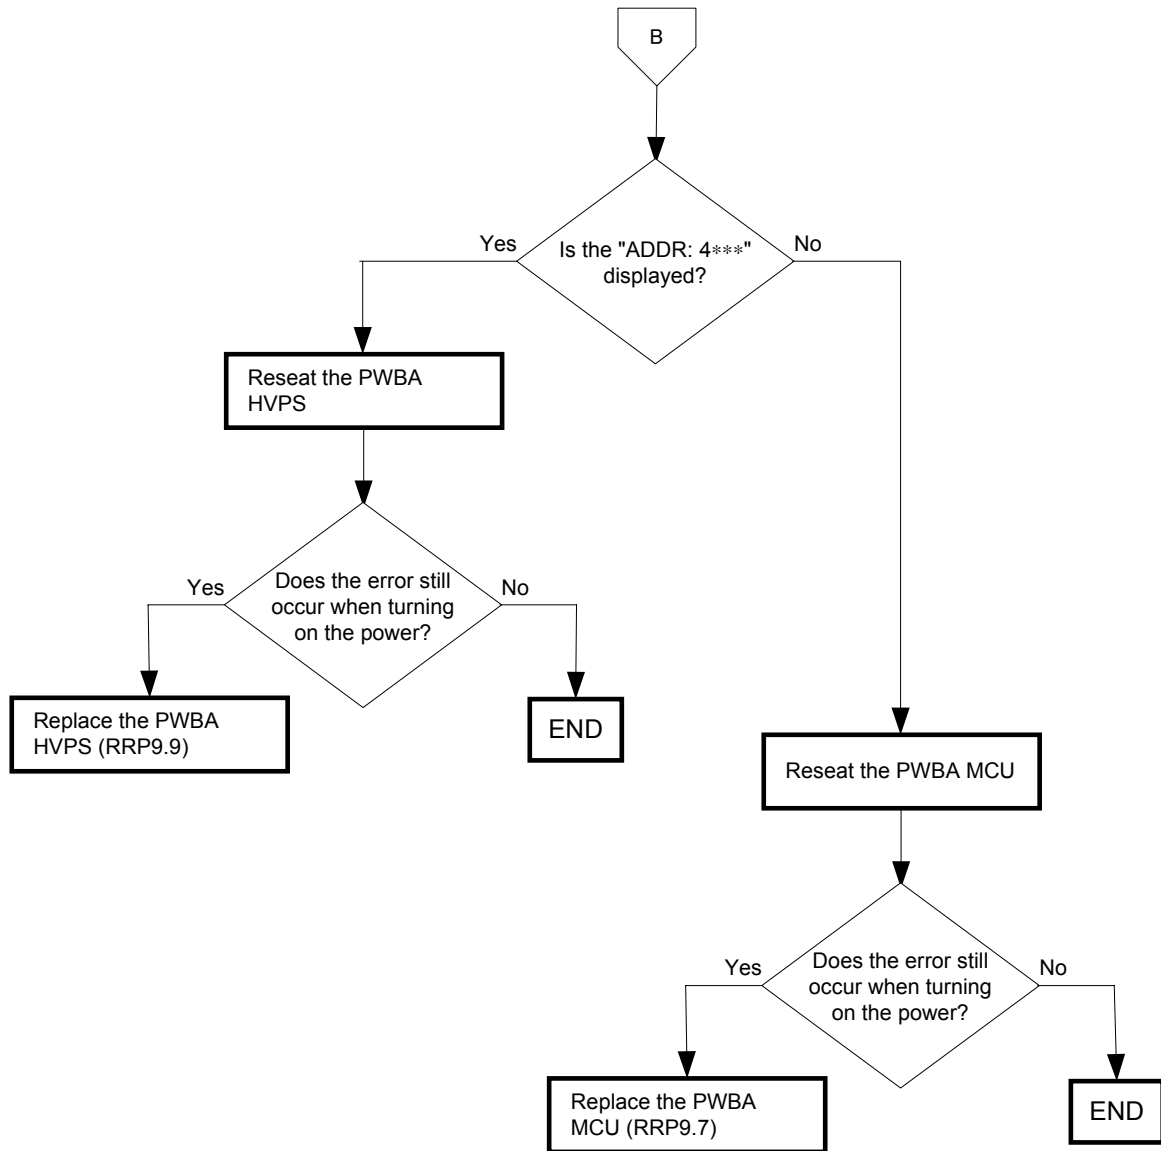 B
Is the "ADDR: 4∗∗∗"
displayed?
Yes
No
Reseat the PWBA
HVPS
Does the error still
occur when turning
on the power?
Yes
No
Replace the PWBA
HVPS (RRP9.9)
END
Reseat the PWBA MCU
Does the error still
occur when turning
on the power?
Yes
No
Replace the PWBA
MCU (RRP9.7)
END